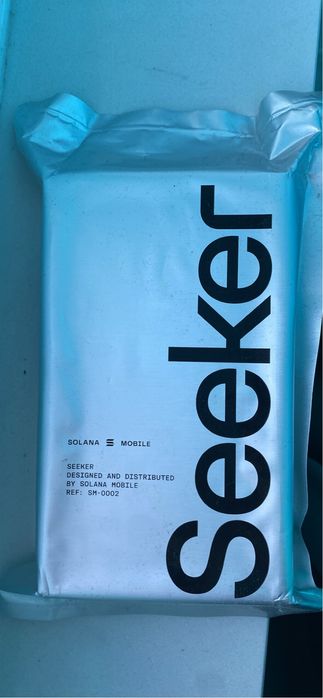 Seeker
SOLANA MOBILE
SEEKER
DESIGNED AND DISTRIBUTED
BY SOLANA MOBILE
REF: SM-0002